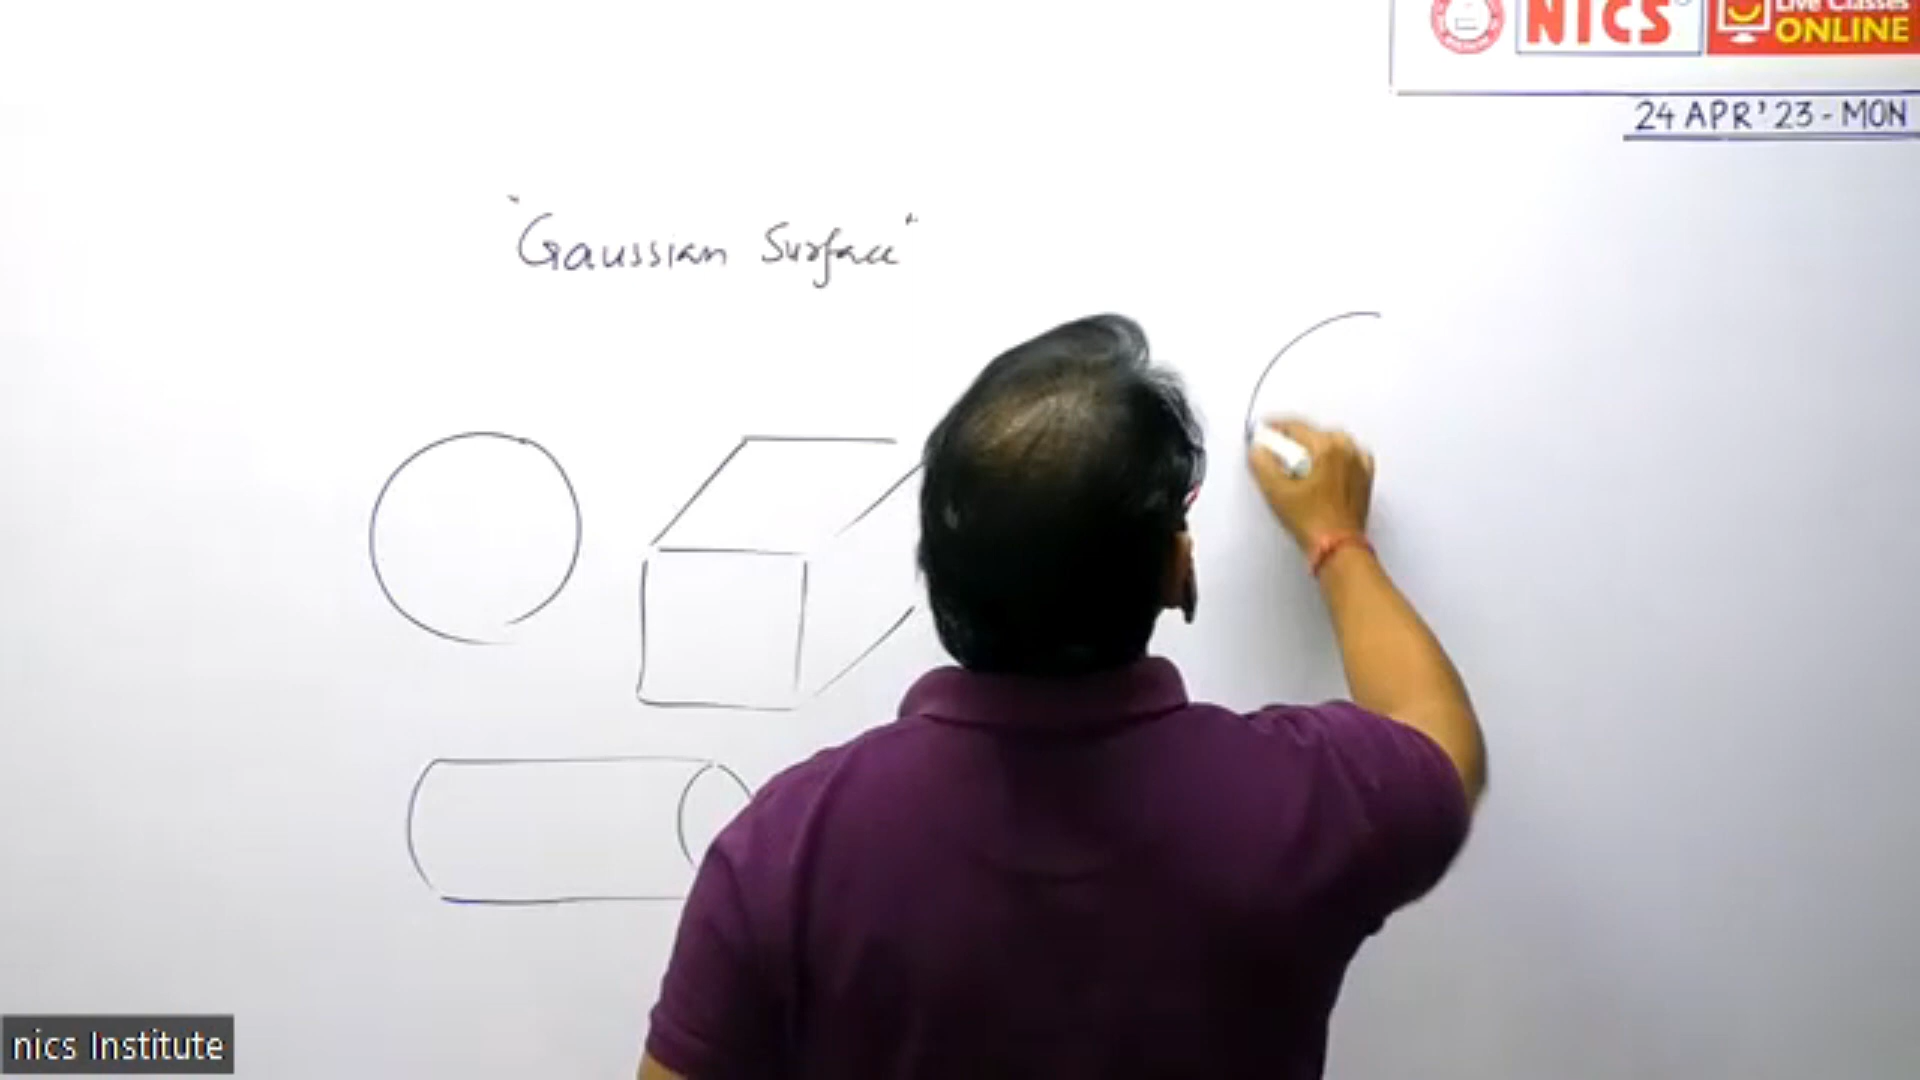 NICS
Live Classes
ONLINE
24 APR '23 - MON
"Gaussian Surface"
nics Institute